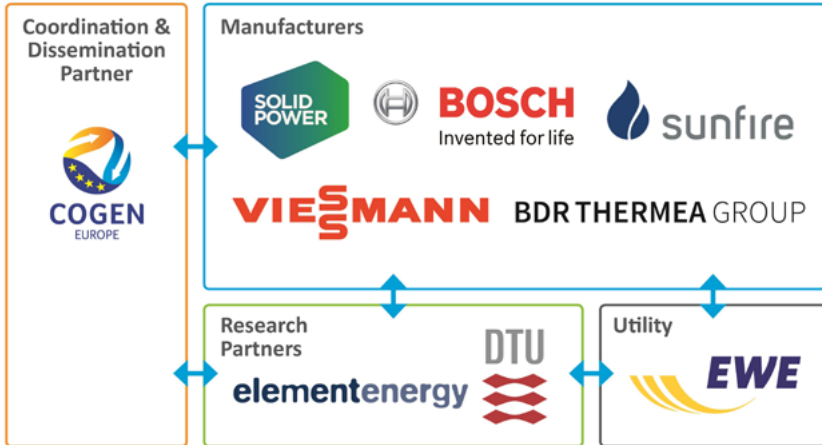 Coordination &
Dissemination
Partner
COGEN
EUROPE
Manufacturers
SOLID
POWER
BOSCH
Invented for life
sunfire
VIESSMANN
BDR THERMEA GROUP
Research
Partners
DTU
elementenergy
Utility
EWE